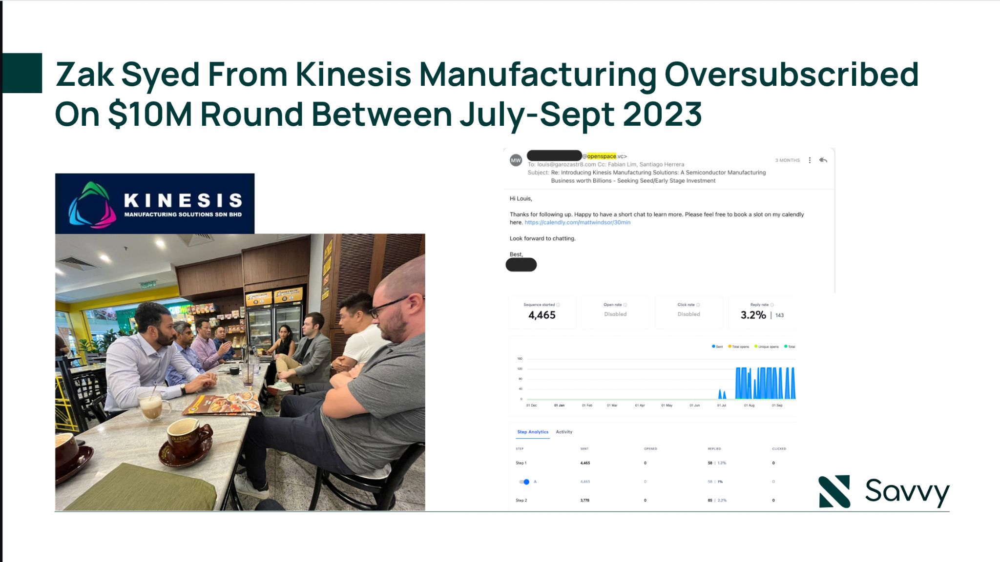 Zak Syed From Kinesis Manufacturing Oversubscribed
On $10M Round Between July-Sept 2023
KINESIS
MANUFACTURING SOLUTIONS SDN BHD
KELUAR
SUBW
OLDTOWN
MW
@openspace.vc>
3 MONTHS
To: louis@garozastr8.com Cc: Fabian Lim, Santiago Herrera
Subject: Re: Introducing Kinesis Manufacturing Solutions: A Semiconductor Manufacturing
Business worth Billions - Seeking Seed/Early Stage Investment
Hi Louis,
Thanks for following up. Happy to have a short chat to learn more. Please feel free to book a slot on my calendly
here. https://calendly.com/mattwindsor/30min
Look forward to chatting.
Best,
Sequence started Open rate Click rate Reply rate
4,465 Disabled Disabled 3.2% | 143
Sent Total opens Unique opens Total
160
120
80
40
0
01 Dec 01 Jan 01 Feb 01 Mar 01 Apr 01 May 01 Jun 01 Jul 01 Aug 01 Sep
Step Analytics Activity
STEP SENT OPENED REPLIED CLICKED
Step 1 4,465 0 58 | 1.3% 0
A 4,465 0 58 | 1% 0
Step 2 3,778 0 85 | 2.2% 0
Savvy